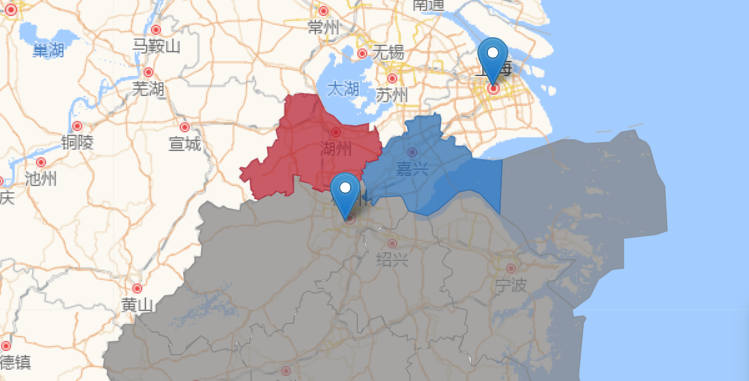 南通
常州
马鞍山
无锡
巢湖
上海
芜湖
太湖
苏州
铜陵
宣城
湖州
嘉兴
池州
庆
绍兴
宁波
黄山
德镇